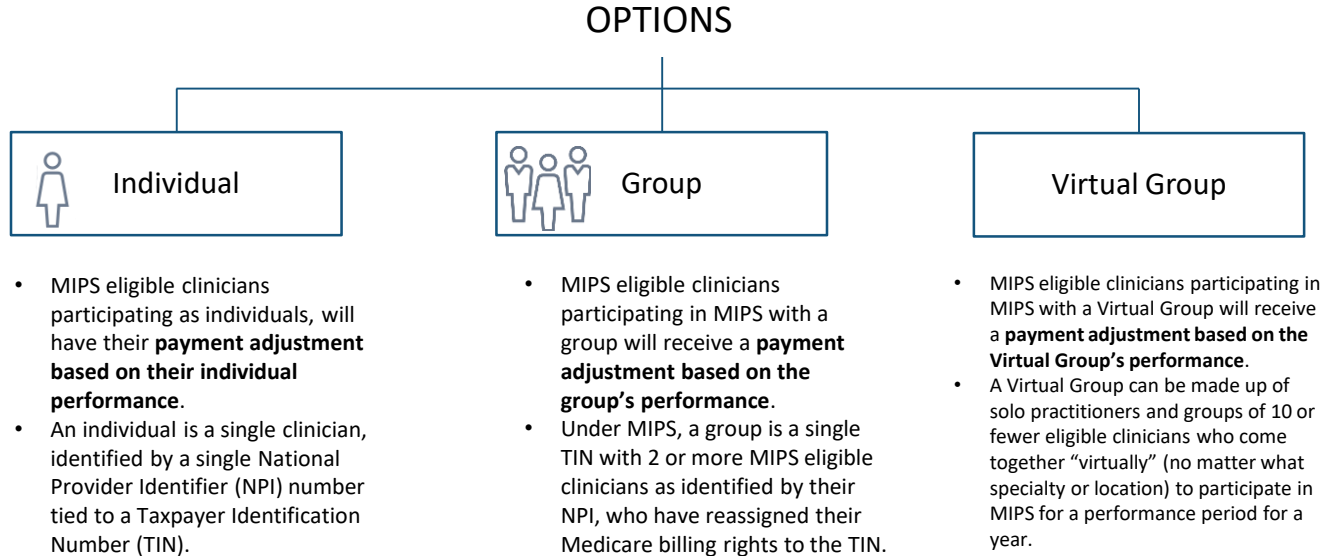 OPTIONS
Individual
Group
Virtual Group
• MIPS eligible clinicians
participating as individuals, will
have their payment adjustment
based on their individual
performance.
• An individual is a single clinician,
identified by a single National
Provider Identifier (NPI) number
tied to a Taxpayer Identification
Number (TIN).
• MIPS eligible clinicians
participating in MIPS with a
group will receive a payment
adjustment based on the
group’s performance.
• Under MIPS, a group is a single
TIN with 2 or more MIPS eligible
clinicians as identified by their
NPI, who have reassigned their
Medicare billing rights to the TIN.
• MIPS eligible clinicians participating in
MIPS with a Virtual Group will receive
a payment adjustment based on the
Virtual Group’s performance.
• A Virtual Group can be made up of
solo practitioners and groups of 10 or
fewer eligible clinicians who come
together “virtually” (no matter what
specialty or location) to participate in
MIPS for a performance period for a
year.